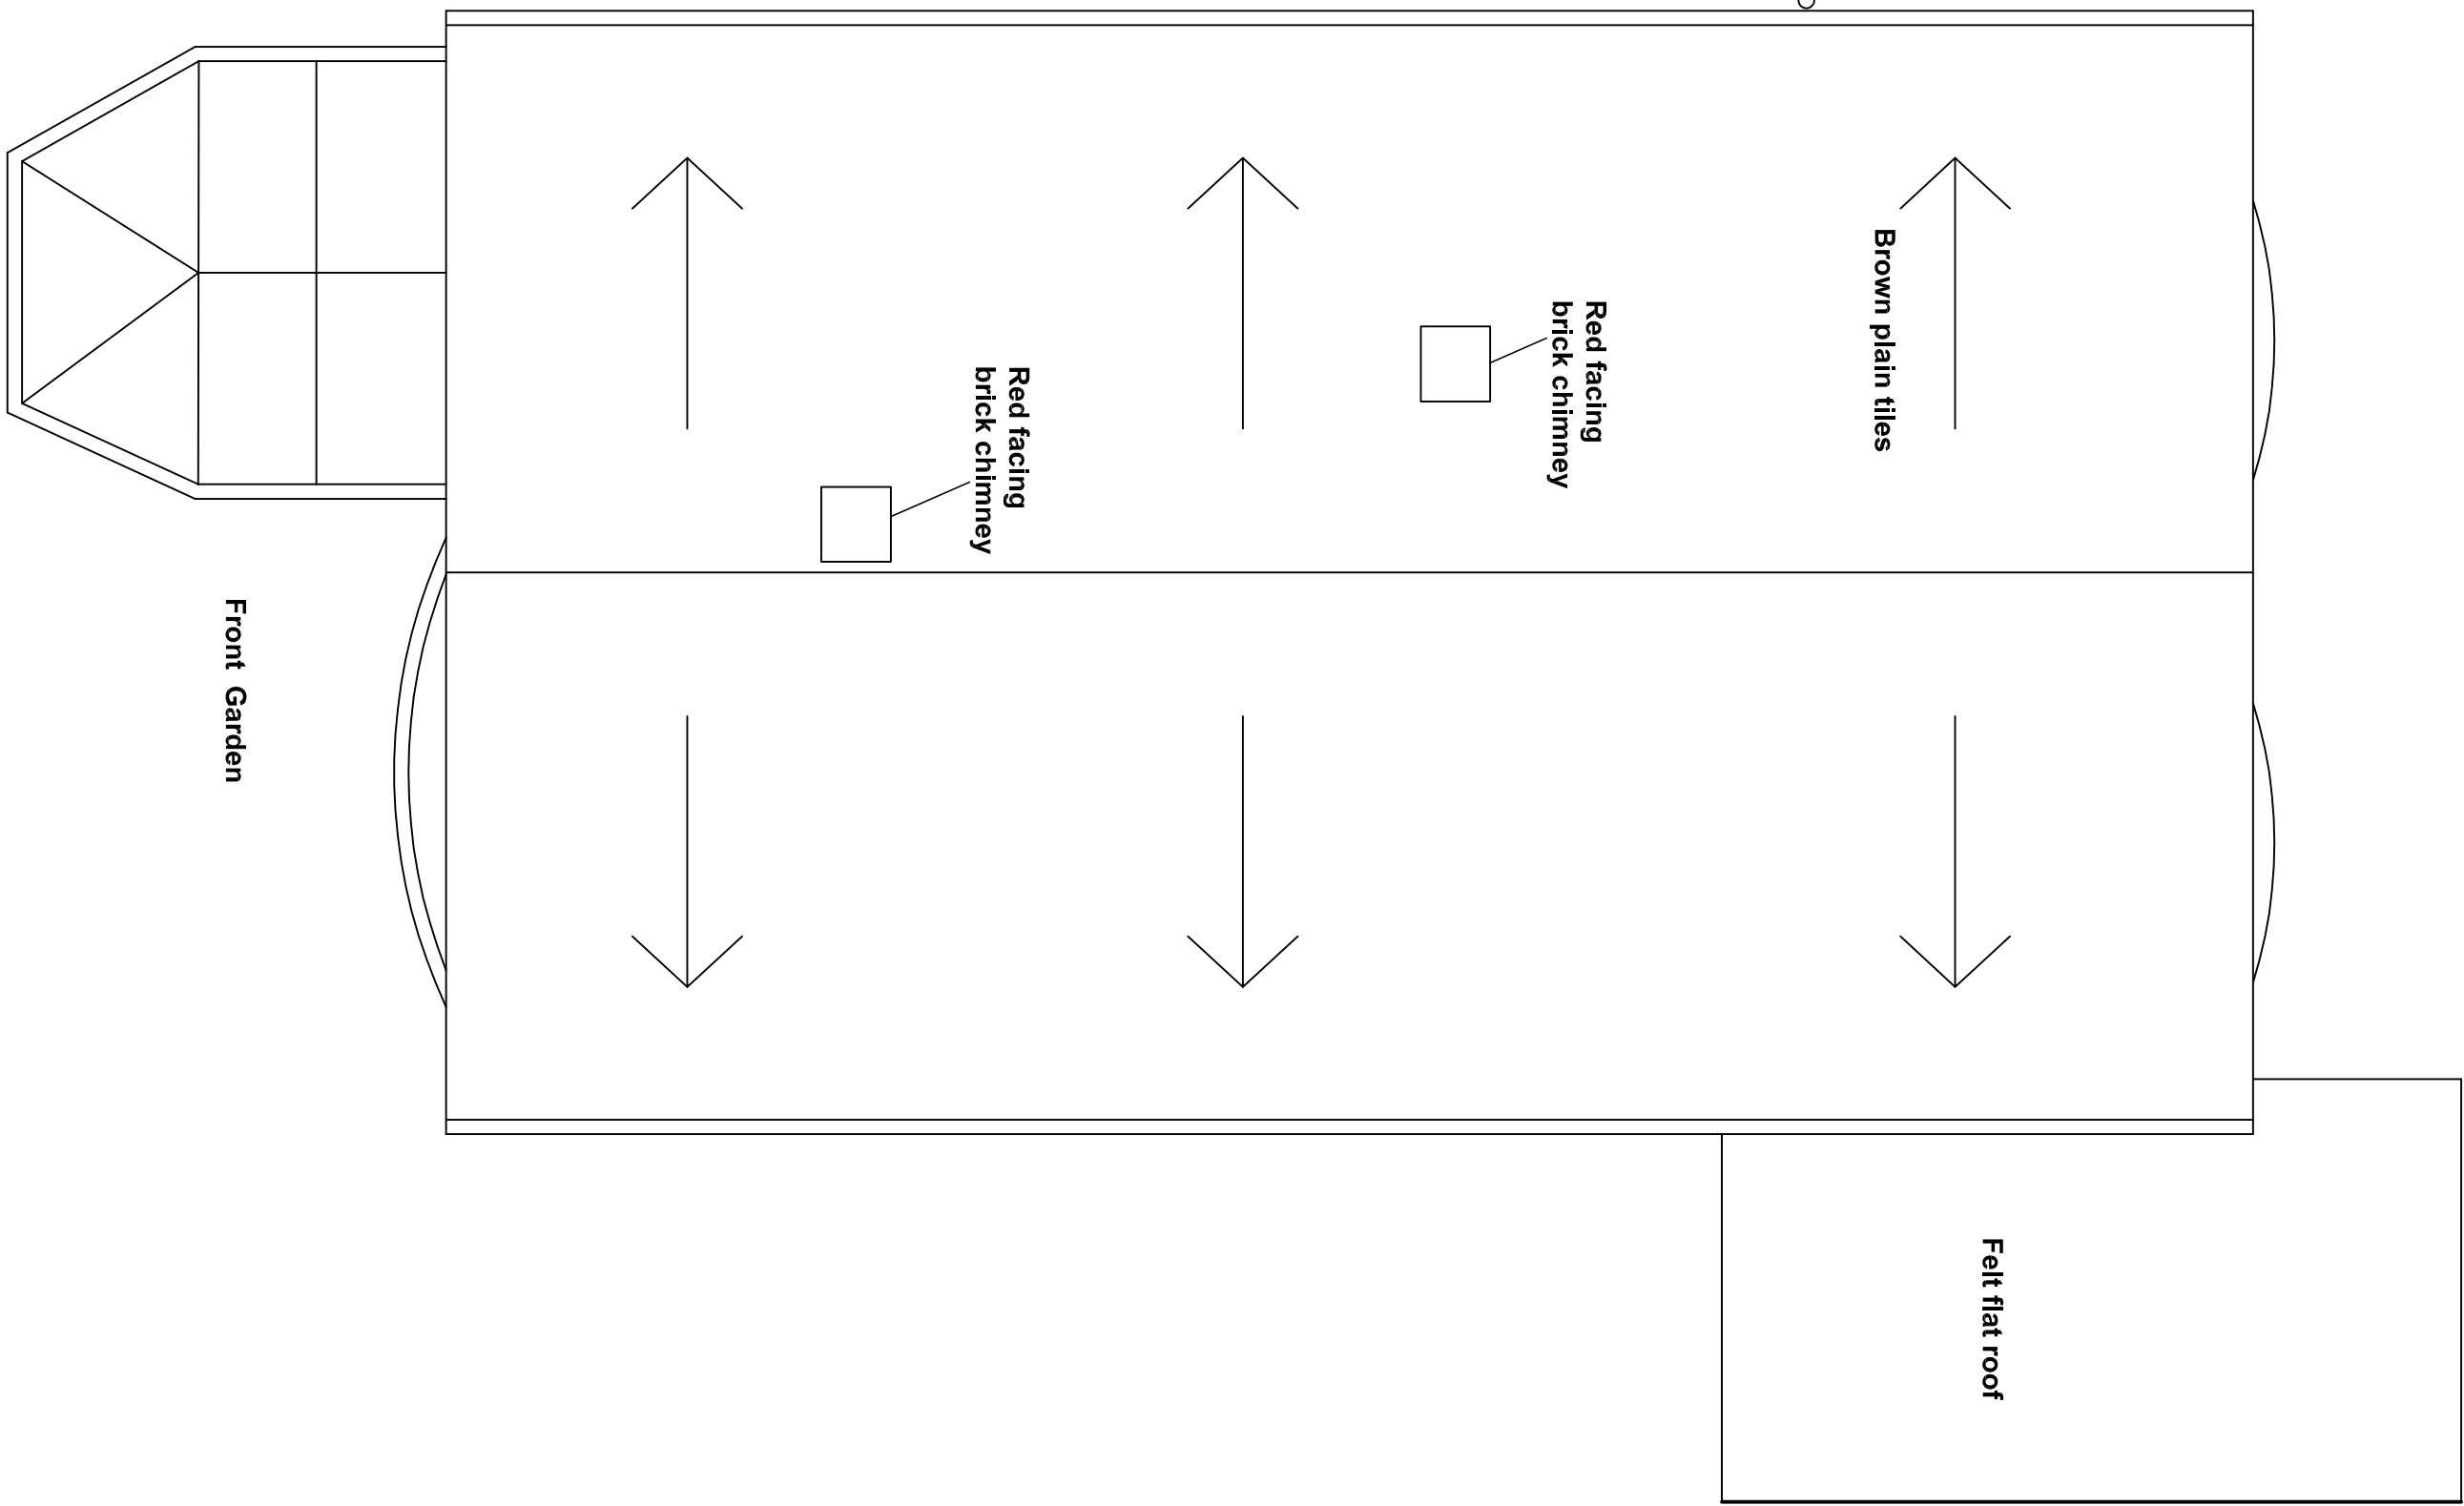 Brown plain tiles
Red facing
brick chimney
Red facing
brick chimney
Felt flat roof
Front Garden